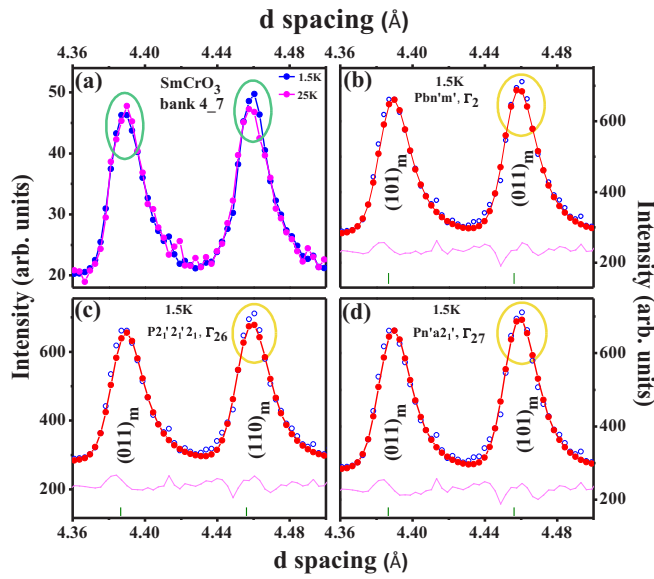 d spacing (Å)
4.36 4.40 4.44 4.48
4.36 4.40 4.44 4.48
(a)
SmCrO3
bank 4_7
1.5K
25K
50
40
30
20
(b)
1.5K
Pbn'm', Γ2
(101)m
(011)m
600
400
200
Intensity (arb. units)
Intensity (arb. units)
(c)
1.5K
P21'21'21, Γ26
(011)m
(110)m
600
400
200
(d)
1.5K
Pn'a21', Γ27
(011)m
(101)m
600
400
200
4.36 4.40 4.44 4.48
4.36 4.40 4.44 4.48
d spacing (Å)